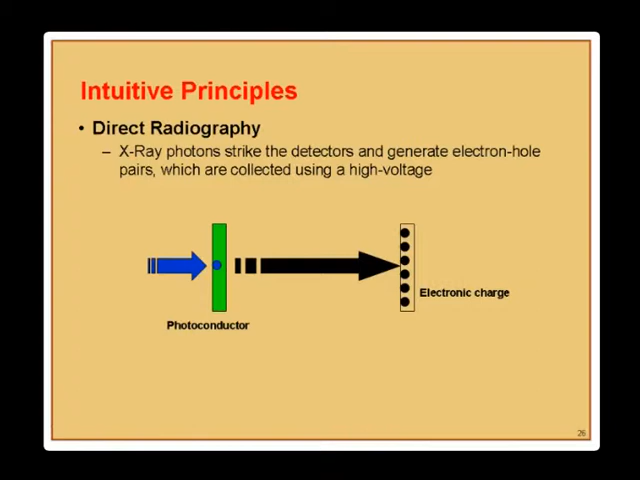 Intuitive Principles
• Direct Radiography
– X-Ray photons strike the detectors and generate electron-hole
pairs, which are collected using a high-voltage
Electronic charge
Photoconductor
26